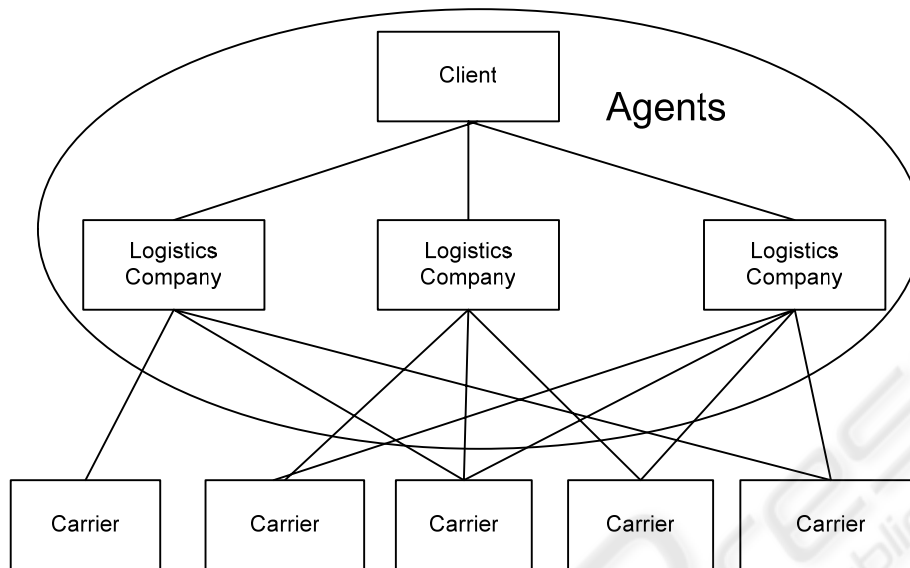 Client
Agents
Logistics
Company
Logistics
Company
Logistics
Company
Carrier
Carrier
Carrier
Carrier
Carrier